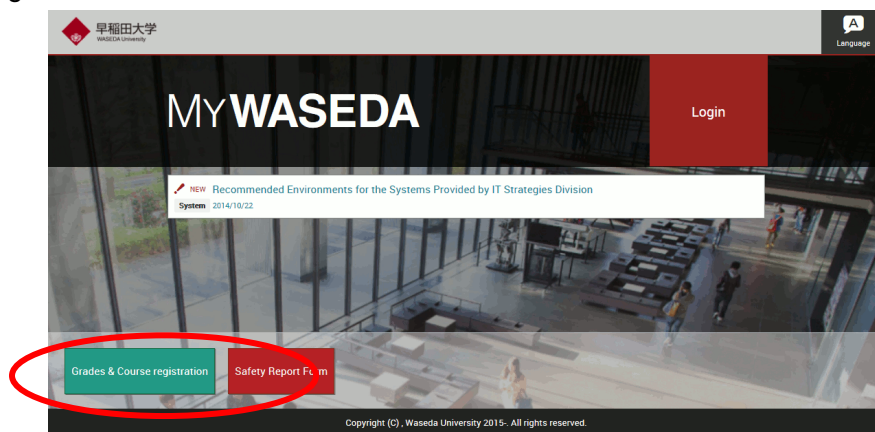 g
早稲田大学
WASEDA University
A
Language
MYWASEDA
Login
NEW Recommended Environments for the Systems Provided by IT Strategies Division
System 2014/10/22
Grades & Course registration
Safety Report Form
Copyright (C) , Waseda University 2015-. All rights reserved.